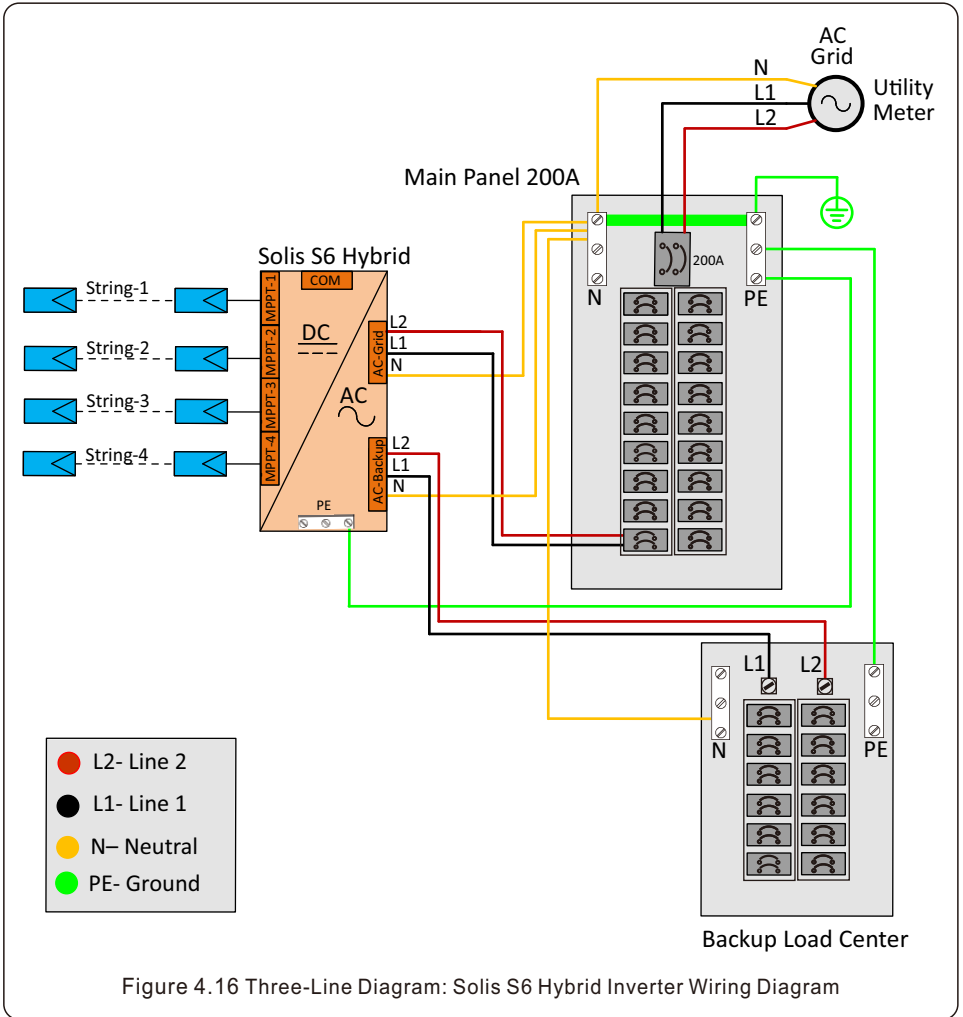 AC
Grid
N
L1
L2
Utility
Meter
Main Panel 200A
200A
N
PE
Solis S6 Hybrid
COM
String-1
String-2
String-3
String-4
MPPT-1
MPPT-2
MPPT-3
MPPT-4
DC
AC
AC-Grid
L2
L1
N
AC-Backup
L2
L1
N
PE
L1
L2
N
PE
Backup Load Center
L2- Line 2
L1- Line 1
N– Neutral
PE- Ground
Figure 4.16 Three-Line Diagram: Solis S6 Hybrid Inverter Wiring Diagram